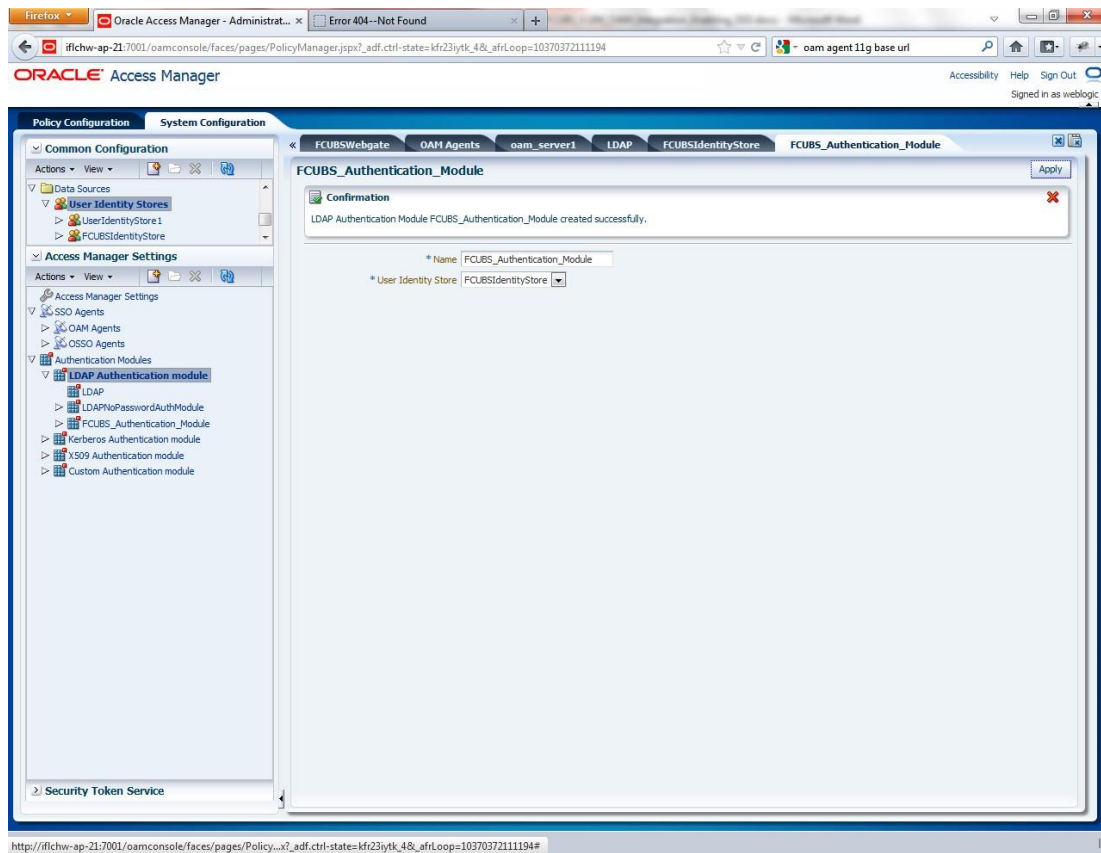 Firefox
Oracle Access Manager - Administrat... ×
Error 404--Not Found ×
+
iflchw-ap-21:7001/oamconsole/faces/pages/PolicyManager.jspx?_adf.ctrl-state=kfr23iytk_4&_afrLoop=10370372111194
oam agent 11g base url
ORACLE Access Manager
Accessibility Help Sign Out
Signed in as weblogic
Policy Configuration System Configuration
Common Configuration
Actions View
Data Sources
User Identity Stores
UserIdentityStore1
FCUBSIdentityStore
Access Manager Settings
Actions View
Access Manager Settings
SSO Agents
OAM Agents
OSSO Agents
Authentication Modules
LDAP Authentication module
LDAP
LDAPNoPasswordAuthModule
FCUBS_Authentication_Module
Kerberos Authentication module
X509 Authentication module
Custom Authentication module
Security Token Service
« FCUBSWebgate OAM Agents oam_server1 LDAP FCUBSIdentityStore FCUBS_Authentication_Module
FCUBS_Authentication_Module Apply
Confirmation
LDAP Authentication Module FCUBS_Authentication_Module created successfully.
* Name FCUBS_Authentication_Module
* User Identity Store FCUBSIdentityStore
http://iflchw-ap-21:7001/oamconsole/faces/pages/Policy...x?_adf.ctrl-state=kfr23iytk_4&_afrLoop=10370372111194#